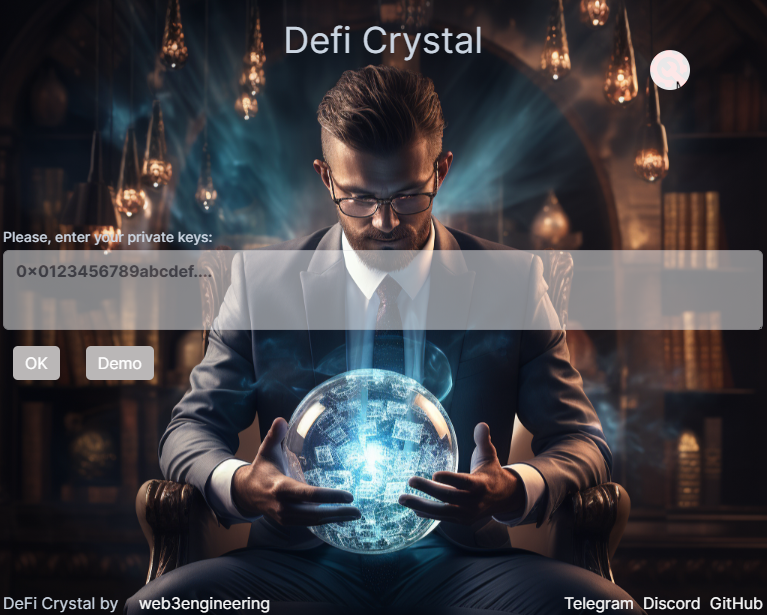 Defi Crystal
Please, enter your private keys:
0×0123456789abcdef....
OK Demo
DeFi Crystal by web3engineering Telegram Discord GitHub